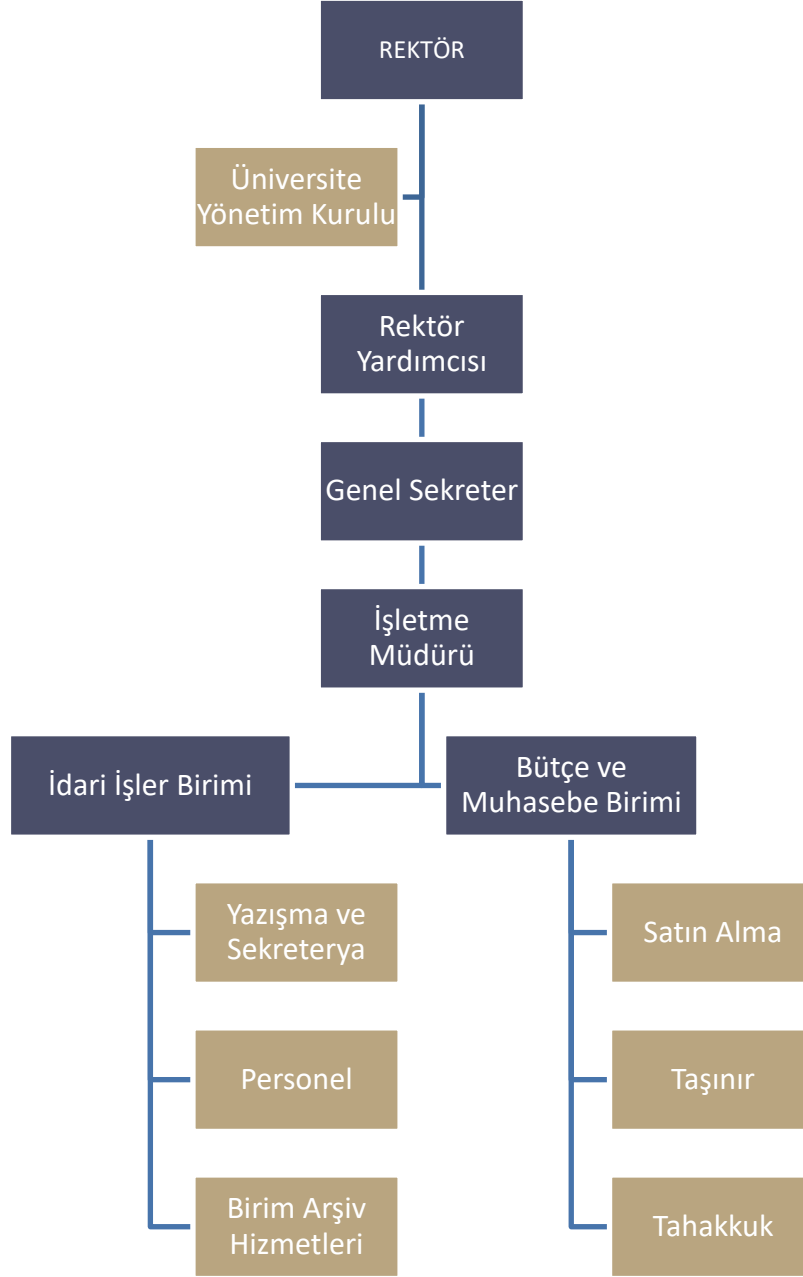 REKTÖR
Üniversite
Yönetim Kurulu
Rektör
Yardımcısı
Genel Sekreter
İşletme
Müdürü
İdari İşler Birimi
Bütçe ve
Muhasebe Birimi
Yazışma ve
Sekreterya
Satın Alma
Personel
Taşınır
Birim Arşiv
Hizmetleri
Tahakkuk